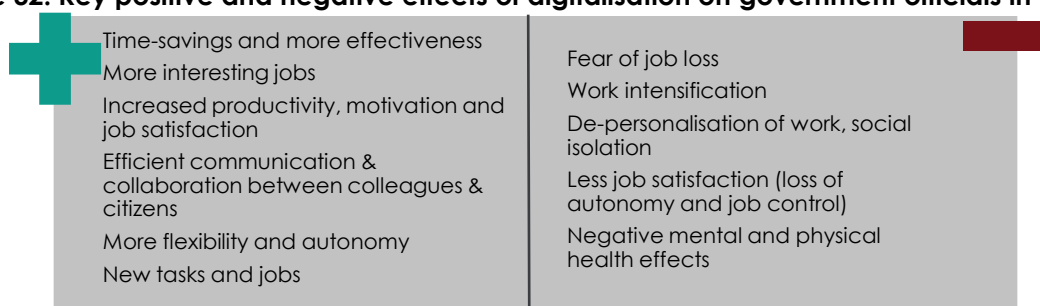 e 62: Key positive and negative effects of digitalisation on government officials in
Time-savings and more effectiveness
More interesting jobs
Increased productivity, motivation and
job satisfaction
Efficient communication &
collaboration between colleagues &
citizens
More flexibility and autonomy
New tasks and jobs
Fear of job loss
Work intensification
De-personalisation of work, social
isolation
Less job satisfaction (loss of
autonomy and job control)
Negative mental and physical
health effects